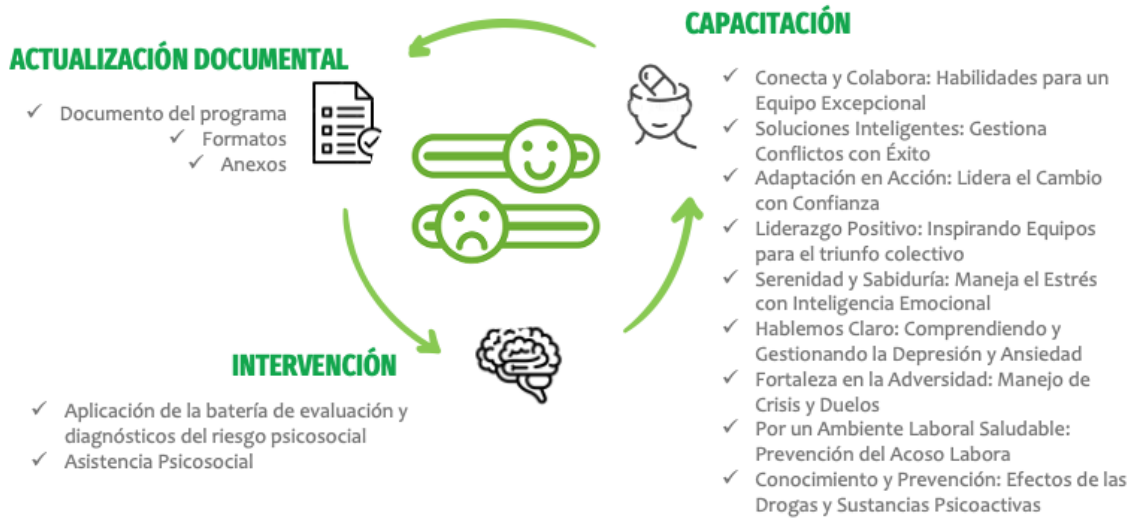 ACTUALIZACIÓN DOCUMENTAL
✓ Documento del programa
✓ Formatos
✓ Anexos
INTERVENCIÓN
✓ Aplicación de la batería de evaluación y
diagnósticos del riesgo psicosocial
✓ Asistencia Psicosocial
CAPACITACIÓN
✓ Conecta y Colabora: Habilidades para un
Equipo Excepcional
✓ Soluciones Inteligentes: Gestiona
Conflictos con Éxito
✓ Adaptación en Acción: Lidera el Cambio
con Confianza
✓ Liderazgo Positivo: Inspirando Equipos
para el triunfo colectivo
✓ Serenidad y Sabiduría: Maneja el Estrés
con Inteligencia Emocional
✓ Hablemos Claro: Comprendiendo y
Gestionando la Depresión y Ansiedad
✓ Fortaleza en la Adversidad: Manejo de
Crisis y Duelos
✓ Por un Ambiente Laboral Saludable:
Prevención del Acoso Labora
✓ Conocimiento y Prevención: Efectos de las
Drogas y Sustancias Psicoactivas